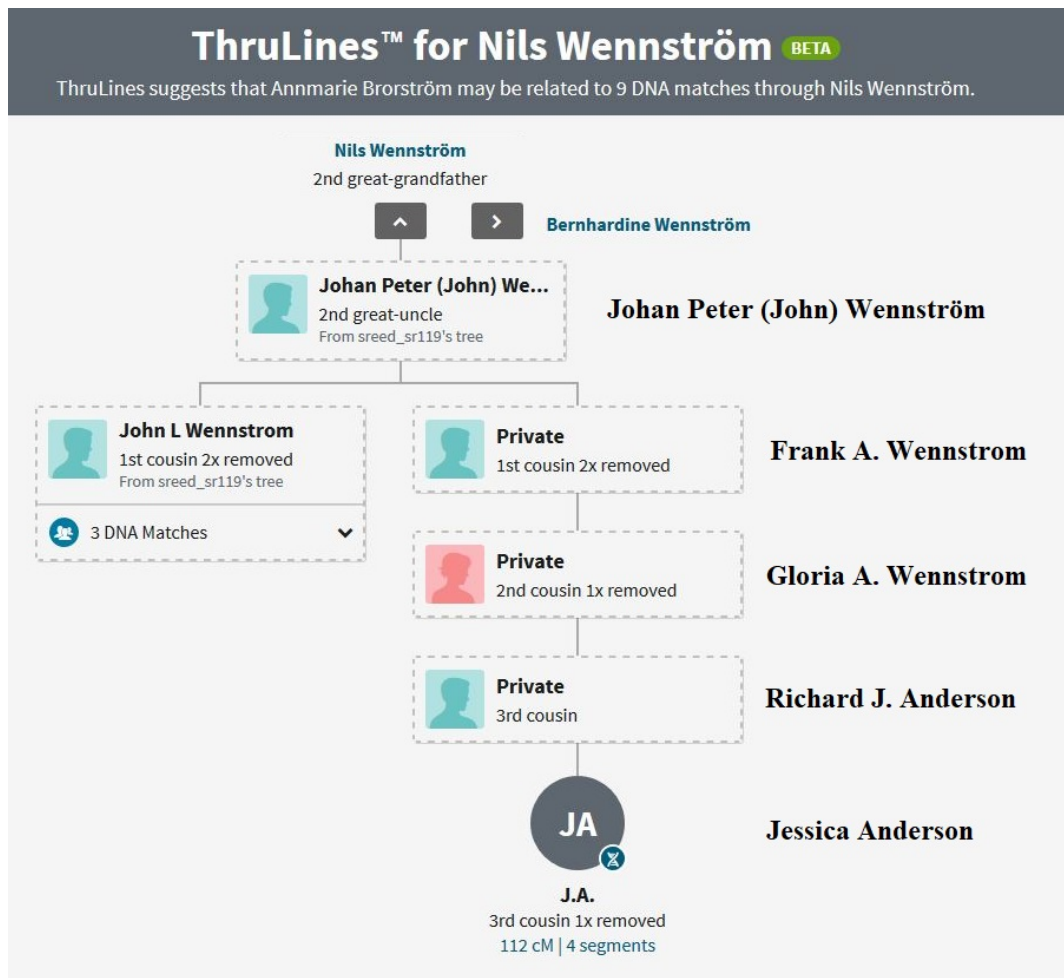 ThruLines™ for Nils Wennström BETA
ThruLines suggests that Annmarie Brorström may be related to 9 DNA matches through Nils Wennström.
Nils Wennström
2nd great-grandfather
Bernhardine Wennström
Johan Peter (John) We...
2nd great-uncle
From sreed_sr119's tree
Johan Peter (John) Wennström
John L Wennstrom
1st cousin 2x removed
From sreed_sr119's tree
3 DNA Matches
Private
1st cousin 2x removed
Frank A. Wennstrom
Private
2nd cousin 1x removed
Gloria A. Wennstrom
Private
3rd cousin
Richard J. Anderson
JA
Jessica Anderson
J.A.
3rd cousin 1x removed
112 cM | 4 segments